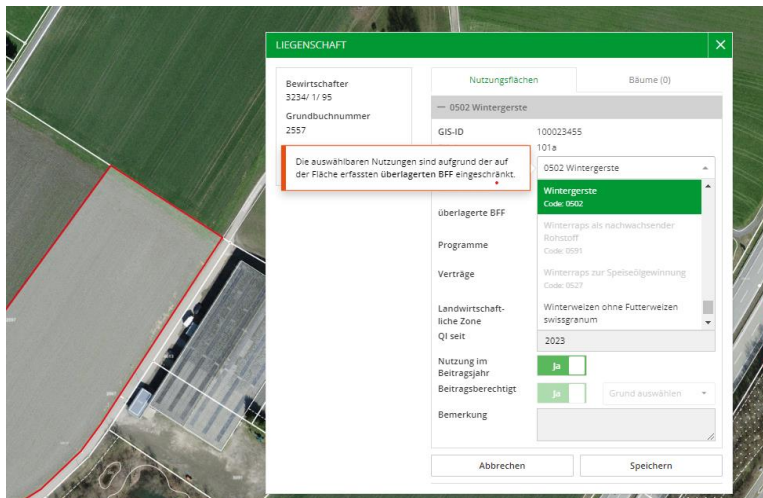 LIEGENSCHAFT
Bewirtschafter
3234/ 1/ 95
Grundbuchnummer
2557
Nutzungsflächen
Bäume (0)
— 0502 Wintergerste
GIS-ID
100023455
101a
Die auswählbaren Nutzungen sind aufgrund der auf
der Fläche erfassten überlagerten BFF eingeschränkt.
0502 Wintergerste
Wintergerste
Code: 0502
überlagerte BFF
Winterraps als nachwachsender
Rohstoff
Code: 0591
Programme
Verträge
Winterraps zur Speiseölgewinnung
Code: 0527
Landwirtschaft-
liche Zone
Winterweizen ohne Futterweizen
swissgranum
QI seit
2023
Nutzung im
Beitragsjahr
Ja
Beitragsberechtigt
Ja
Grund auswählen
Bemerkung
Abbrechen
Speichern